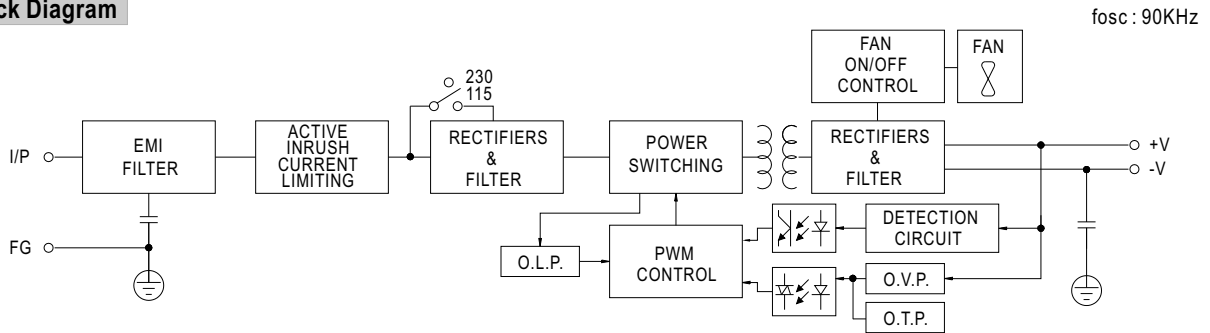 ck Diagram
fosc : 90KHz
FAN
ON/OFF
CONTROL
FAN
230
115
I/P
EMI
FILTER
ACTIVE
INRUSH
CURRENT
LIMITING
RECTIFIERS
&
FILTER
POWER
SWITCHING
RECTIFIERS
&
FILTER
+V
-V
FG
O.L.P.
PWM
CONTROL
DETECTION
CIRCUIT
O.V.P.
O.T.P.